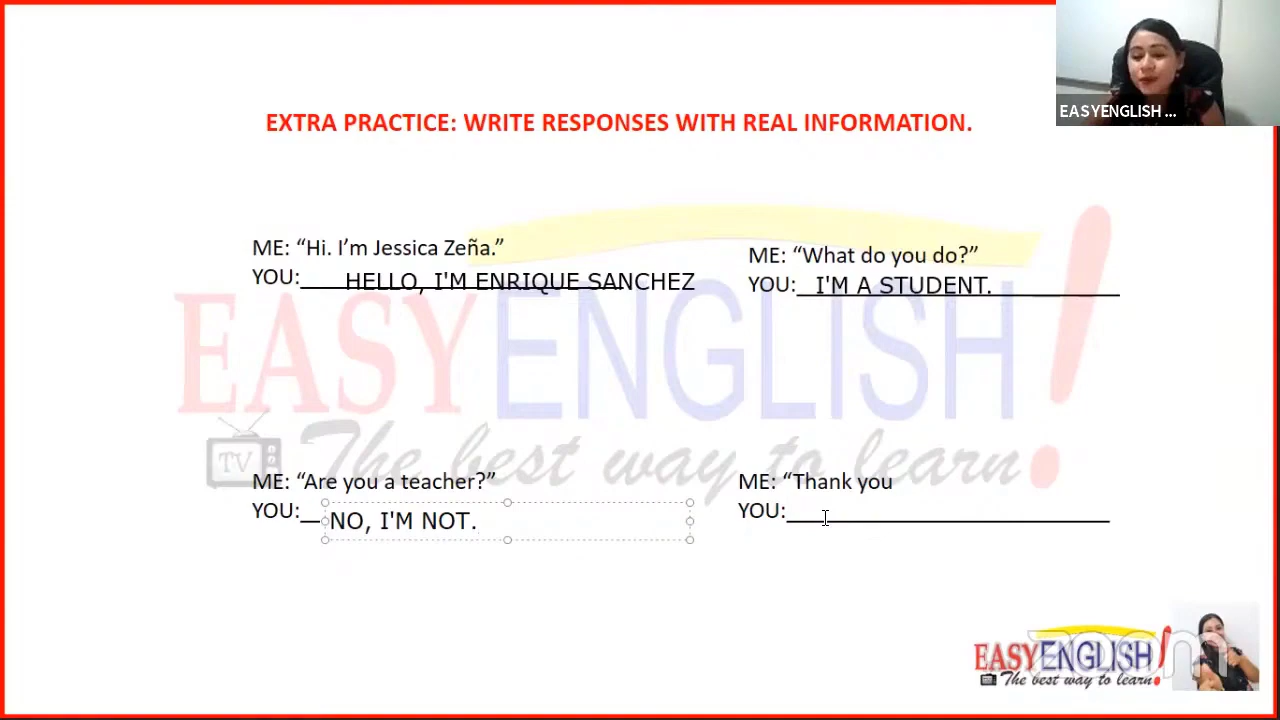 EASYENGLISH ...
EXTRA PRACTICE: WRITE RESPONSES WITH REAL INFORMATION.
ME: “Hi. I’m Jessica Zeña.”
YOU: HELLO, I'M ENRIQUE SANCHEZ
ME: “What do you do?”
YOU: I'M A STUDENT.
EASYENGLISH!
TV The best way to learn.
ME: “Are you a teacher?”
YOU: NO, I'M NOT.
ME: “Thank you
YOU:
EASYENGLISH!
The best way to learn.
zoom